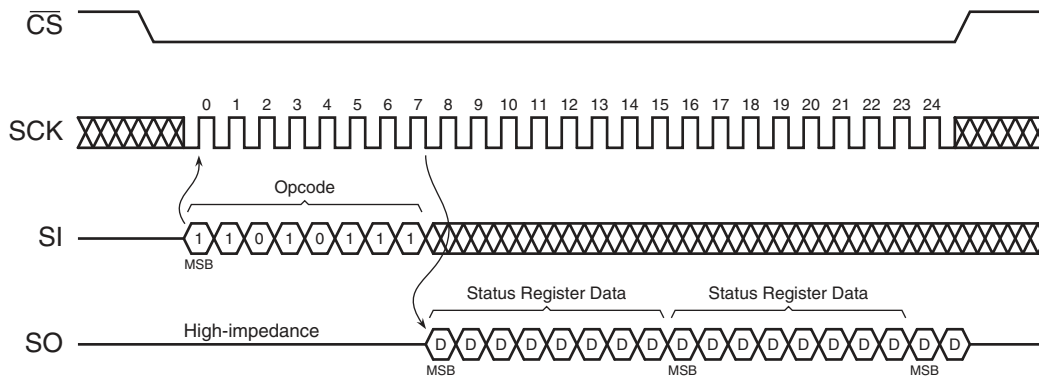 CS
SCK 0 1 2 3 4 5 6 7 8 9 10 11 12 13 14 15 16 17 18 19 20 21 22 23 24
Opcode
SI 1 1 0 1 0 1 1 1
MSB
Status Register Data Status Register Data
SO High-impedance D D D D D D D D D D D D D D D D D D
MSB MSB MSB